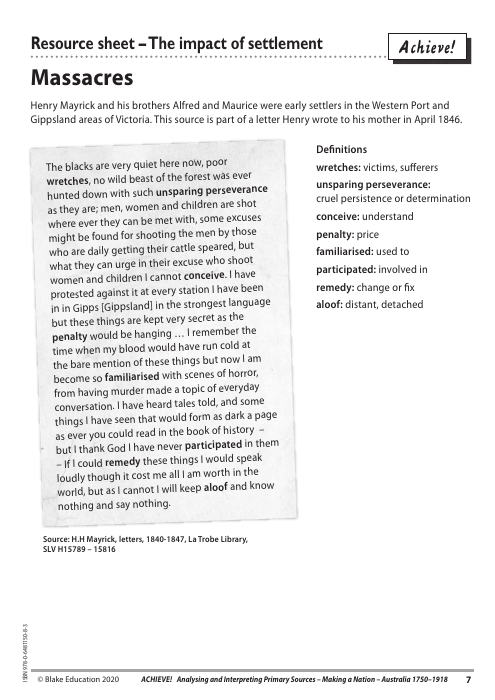 Resource sheet – The impact of settlement
Achieve!
Massacres
Henry Mayrick and his brothers Alfred and Maurice were early settlers in the Western Port and
Gippsland areas of Victoria. This source is part of a letter Henry wrote to his mother in April 1846.
The blacks are very quiet here now, poor
wretches, no wild beast of the forest was ever
hunted down with such unsparing perseverance
as they are; men, women and children are shot
where ever they can be met with, some excuses
might be found for shooting the men by those
who are daily getting their cattle speared, but
what they can urge in their excuse who shoot
women and children I cannot conceive. I have
protested against it at every station I have been
in in Gipps [Gippsland] in the strongest language
but these things are kept very secret as the
penalty would be hanging … I remember the
time when my blood would have run cold at
the bare mention of these things but now I am
become so familiarised with scenes of horror,
from having murder made a topic of everyday
conversation. I have heard tales told, and some
things I have seen that would form as dark a page
as ever you could read in the book of history –
but I thank God I have never participated in them
– If I could remedy these things I would speak
loudly though it cost me all I am worth in the
world, but as I cannot I will keep aloof and know
nothing and say nothing.
Source: H.H Mayrick, letters, 1840-1847, La Trobe Library,
SLV H15789 – 15816
Definitions
wretches: victims, sufferers
unsparing perseverance:
cruel persistence or determination
conceive: understand
penalty: price
familiarised: used to
participated: involved in
remedy: change or fix
aloof: distant, detached
ISBN 978-0-6481150-8-3
© Blake Education 2020
ACHIEVE! Analysing and Interpreting Primary Sources – Making a Nation – Australia 1750–1918
7